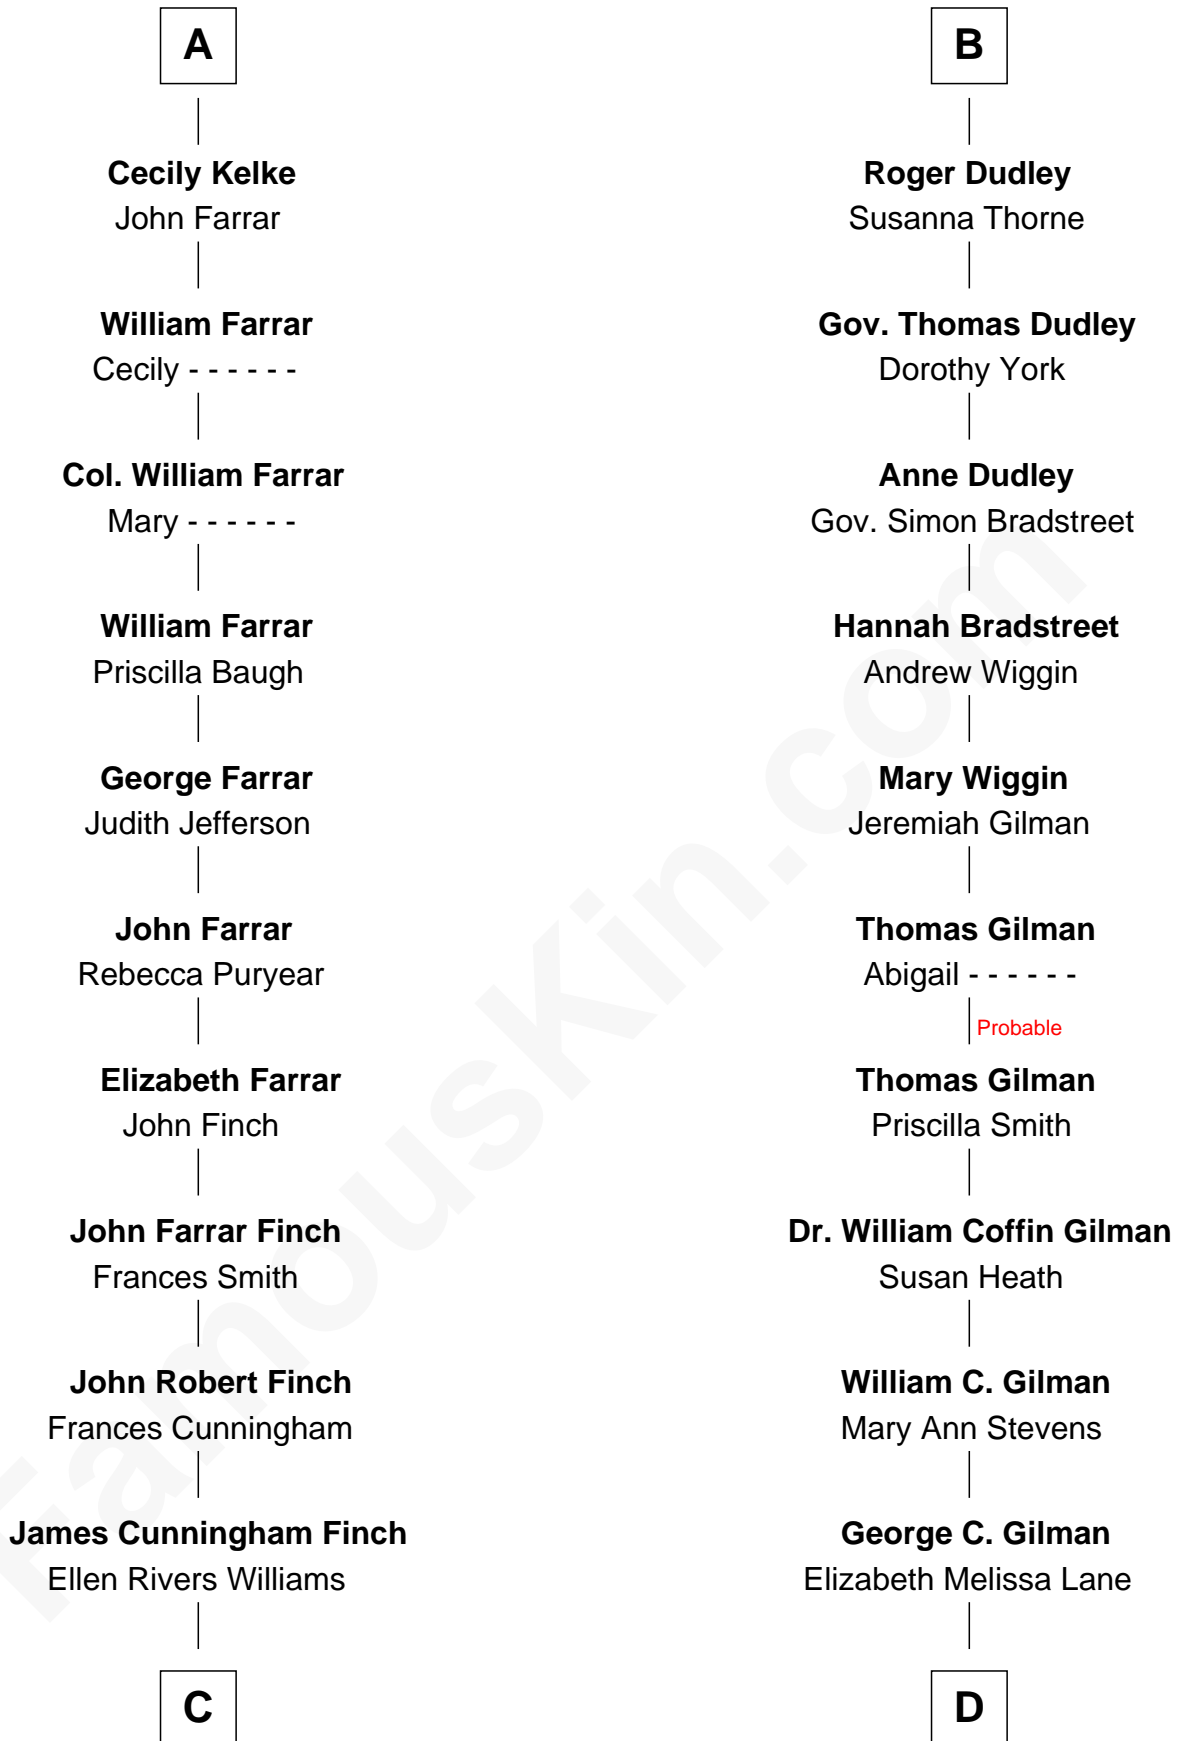 A
Cecily Kelke
John Farrar
William Farrar
Cecily - - - - - -
Col. William Farrar
Mary - - - - - -
William Farrar
Priscilla Baugh
George Farrar
Judith Jefferson
John Farrar
Rebecca Puryear
Elizabeth Farrar
John Finch
John Farrar Finch
Frances Smith
John Robert Finch
Frances Cunningham
James Cunningham Finch
Ellen Rivers Williams
C
B
Roger Dudley
Susanna Thorne
Gov. Thomas Dudley
Dorothy York
Anne Dudley
Gov. Simon Bradstreet
Hannah Bradstreet
Andrew Wiggin
Mary Wiggin
Jeremiah Gilman
Thomas Gilman
Abigail - - - - - -
Probable
Thomas Gilman
Priscilla Smith
Dr. William Coffin Gilman
Susan Heath
William C. Gilman
Mary Ann Stevens
George C. Gilman
Elizabeth Melissa Lane
D
FamousKin.com